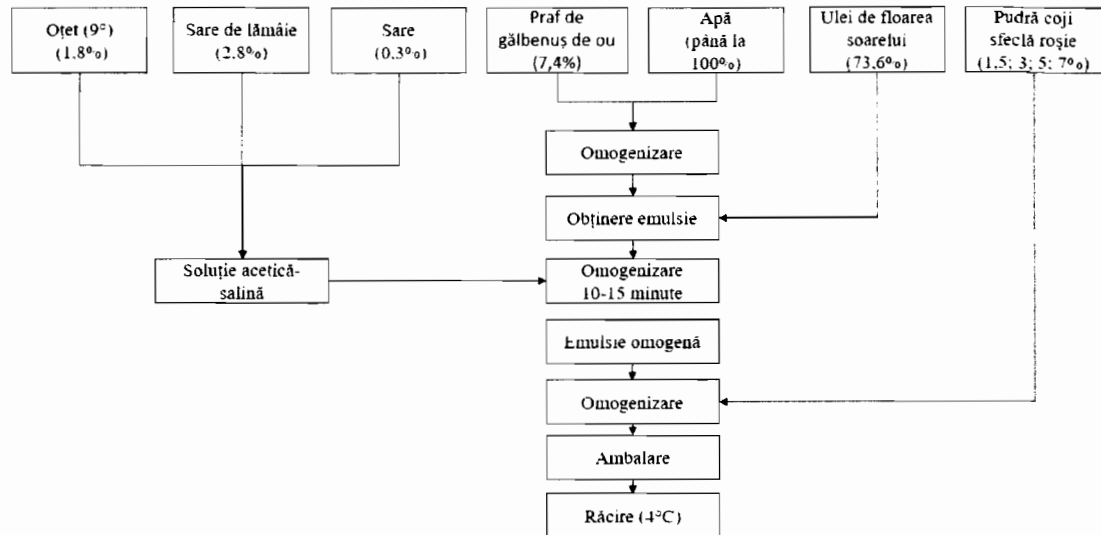 Oțet (9°)
(1.8%)
Sare de lămâie
(2.8%)
Sare
(0.3%)
Praf de
gălbenuș de ou
(7,4%)
Apă
(până la
100%)
Ulei de floarea
soarelui
(73.6%)
Pudră coji
sfeclă roșie
(1,5; 3; 5; 7%)
Omogenizare
Obținere emulsie
Soluție acetică-
salină
Omogenizare
10-15 minute
Emulsie omogenă
Omogenizare
Ambalare
Răcire (4°C)